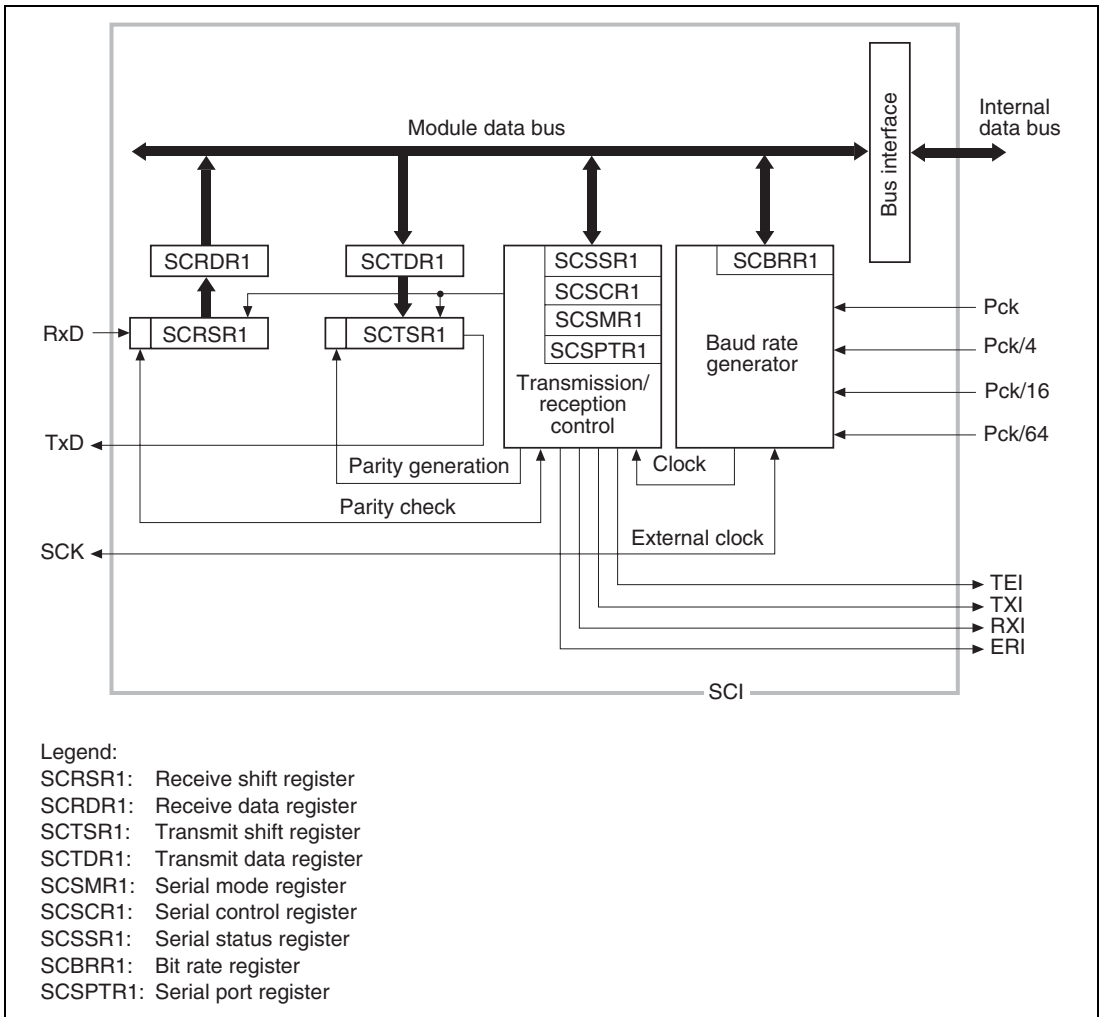 Module data bus
Bus interface
Internal
data bus
SCRDR1
SCTDR1
SCSSR1
SCBRR1
SCSCR1
SCSMR1
SCSPTR1
RxD
SCRSR1
SCTSR1
Transmission/
reception
control
Baud rate
generator
Pck
Pck/4
Pck/16
Pck/64
TxD
Parity generation
Clock
Parity check
SCK
External clock
TEI
TXI
RXI
ERI
SCI
Legend:
SCRSR1: Receive shift register
SCRDR1: Receive data register
SCTSR1: Transmit shift register
SCTDR1: Transmit data register
SCSMR1: Serial mode register
SCSCR1: Serial control register
SCSSR1: Serial status register
SCBRR1: Bit rate register
SCSPTR1: Serial port register